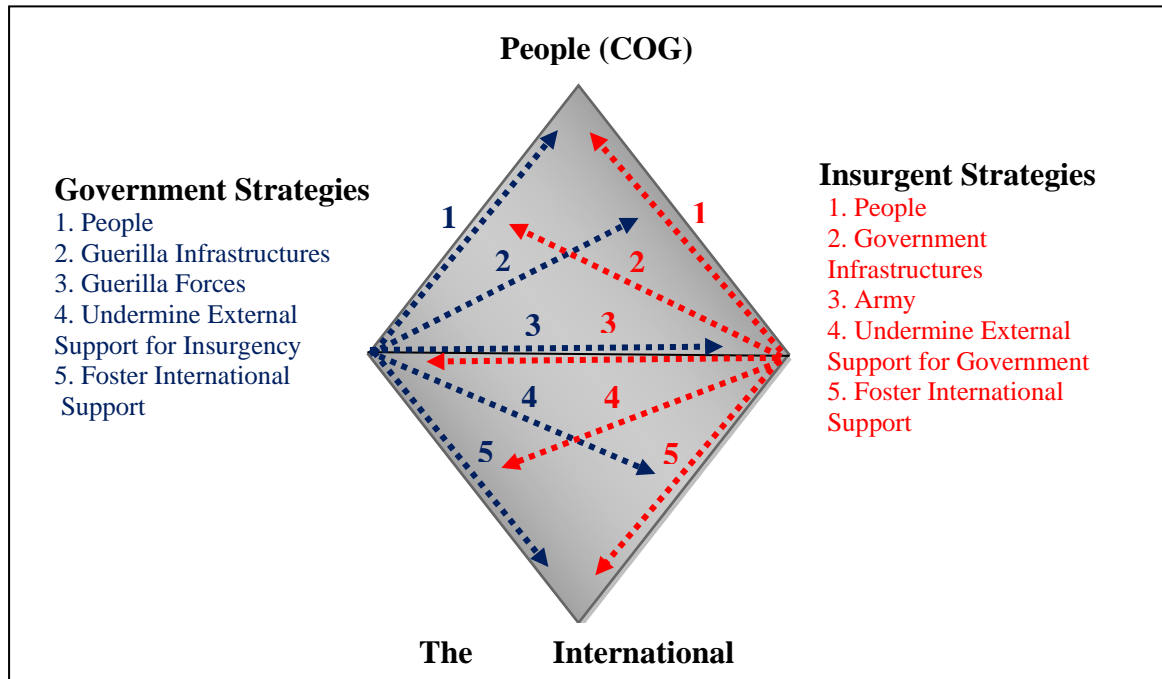 People (COG)
Government Strategies
1. People
2. Guerilla Infrastructures
3. Guerilla Forces
4. Undermine External
Support for Insurgency
5. Foster International
Support
Insurgent Strategies
1. People
2. Government
Infrastructures
3. Army
4. Undermine External
Support for Government
5. Foster International
Support
1 1
2 2
3 3
4 4
5 5
The International